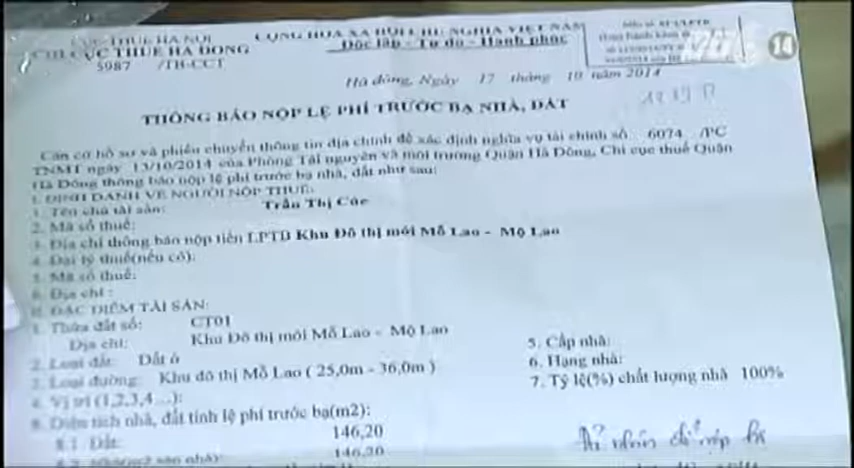 CỤC THUẾ HÀ NỘI
CHI CỤC THUẾ HÀ ĐÔNG
5987 /TB-CCT
CỘNG HÒA XÃ HỘI CHỦ NGHĨA VIỆT NAM
Độc lập - Tự do - Hạnh phúc
14
Hà đông, Ngày 17 tháng 10 năm 2014
THÔNG BÁO NỘP LỆ PHÍ TRƯỚC BẠ NHÀ, ĐẤT
Căn cứ hồ sơ và phiếu chuyển thông tin địa chính để xác định nghĩa vụ tài chính số 6074 /PC
TNMT ngày 13/10/2014 của Phòng Tài nguyên và môi trường Quận Hà Đông, Chi cục thuế Quận
Hà Đông thông báo nộp lệ phí trước bạ nhà, đất như sau:
I. ĐỊNH DANH VỀ NGƯỜI NỘP THUẾ:
1. Tên chủ tài sản: Trần Thị Cúc
2. Mã số thuế:
3. Địa chỉ thông báo nộp tiền LPTB Khu Đô thị mới Mỗ Lao - Mộ Lao
4. Đại lý thuế(nếu có):
5. Mã số thuế:
6. Địa chỉ :
II. ĐẶC ĐIỂM TÀI SẢN:
1. Thửa đất số: CT01
Địa chỉ: Khu Đô thị mới Mỗ Lao - Mộ Lao
2. Loại đất: Đất ở
3. Loại đường: Khu đô thị Mỗ Lao ( 25,0m - 36,0m )
4. Vị trí (1,2,3,4...):
5. Cấp nhà:
6. Hạng nhà:
7. Tỷ lệ(%) chất lượng nhà 100%
8. Diện tích nhà, đất tính lệ phí trước bạ(m2):
8.1. Đất: 146,20
8.2. 146,20